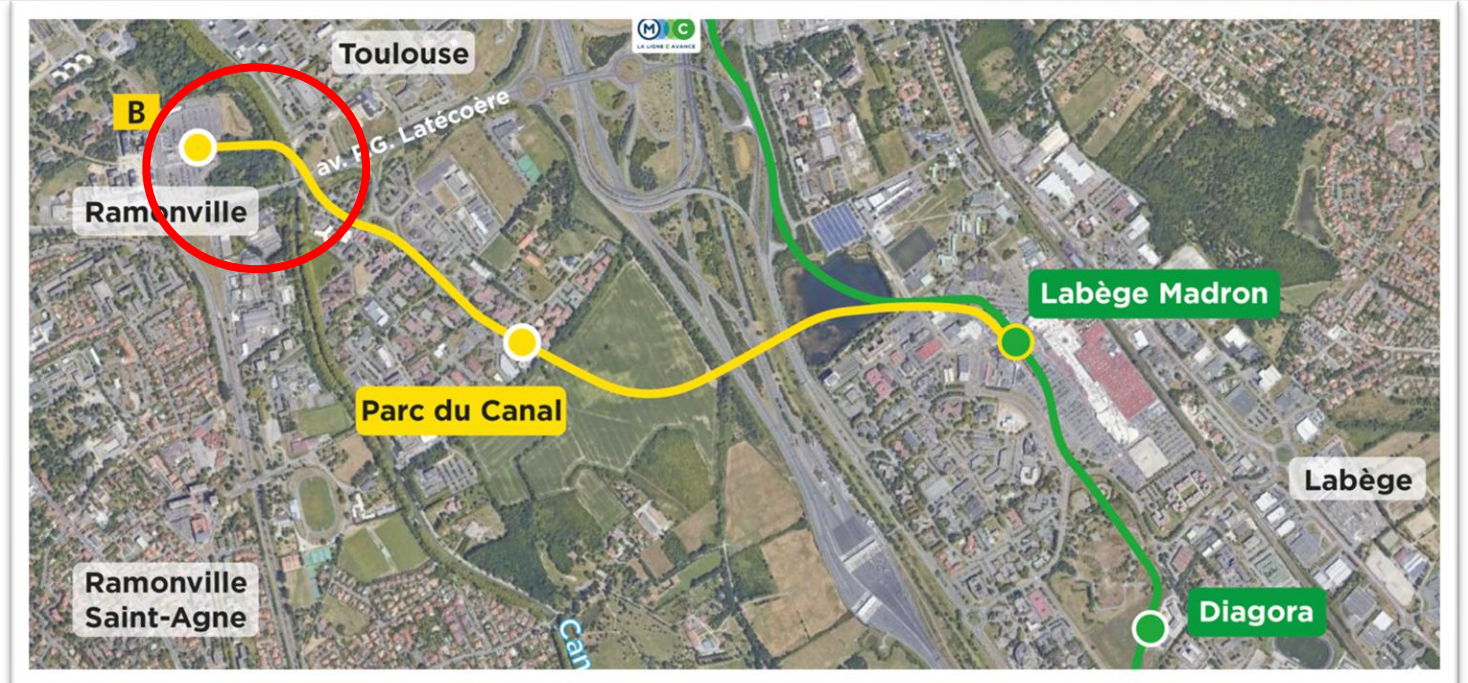 M C
LA LIGNE C AVANCE
Toulouse
B
av. P.G. Latécoère
Ramonville
Labège Madron
Parc du Canal
Labège
Ramonville
Saint-Agne
Diagora
Can